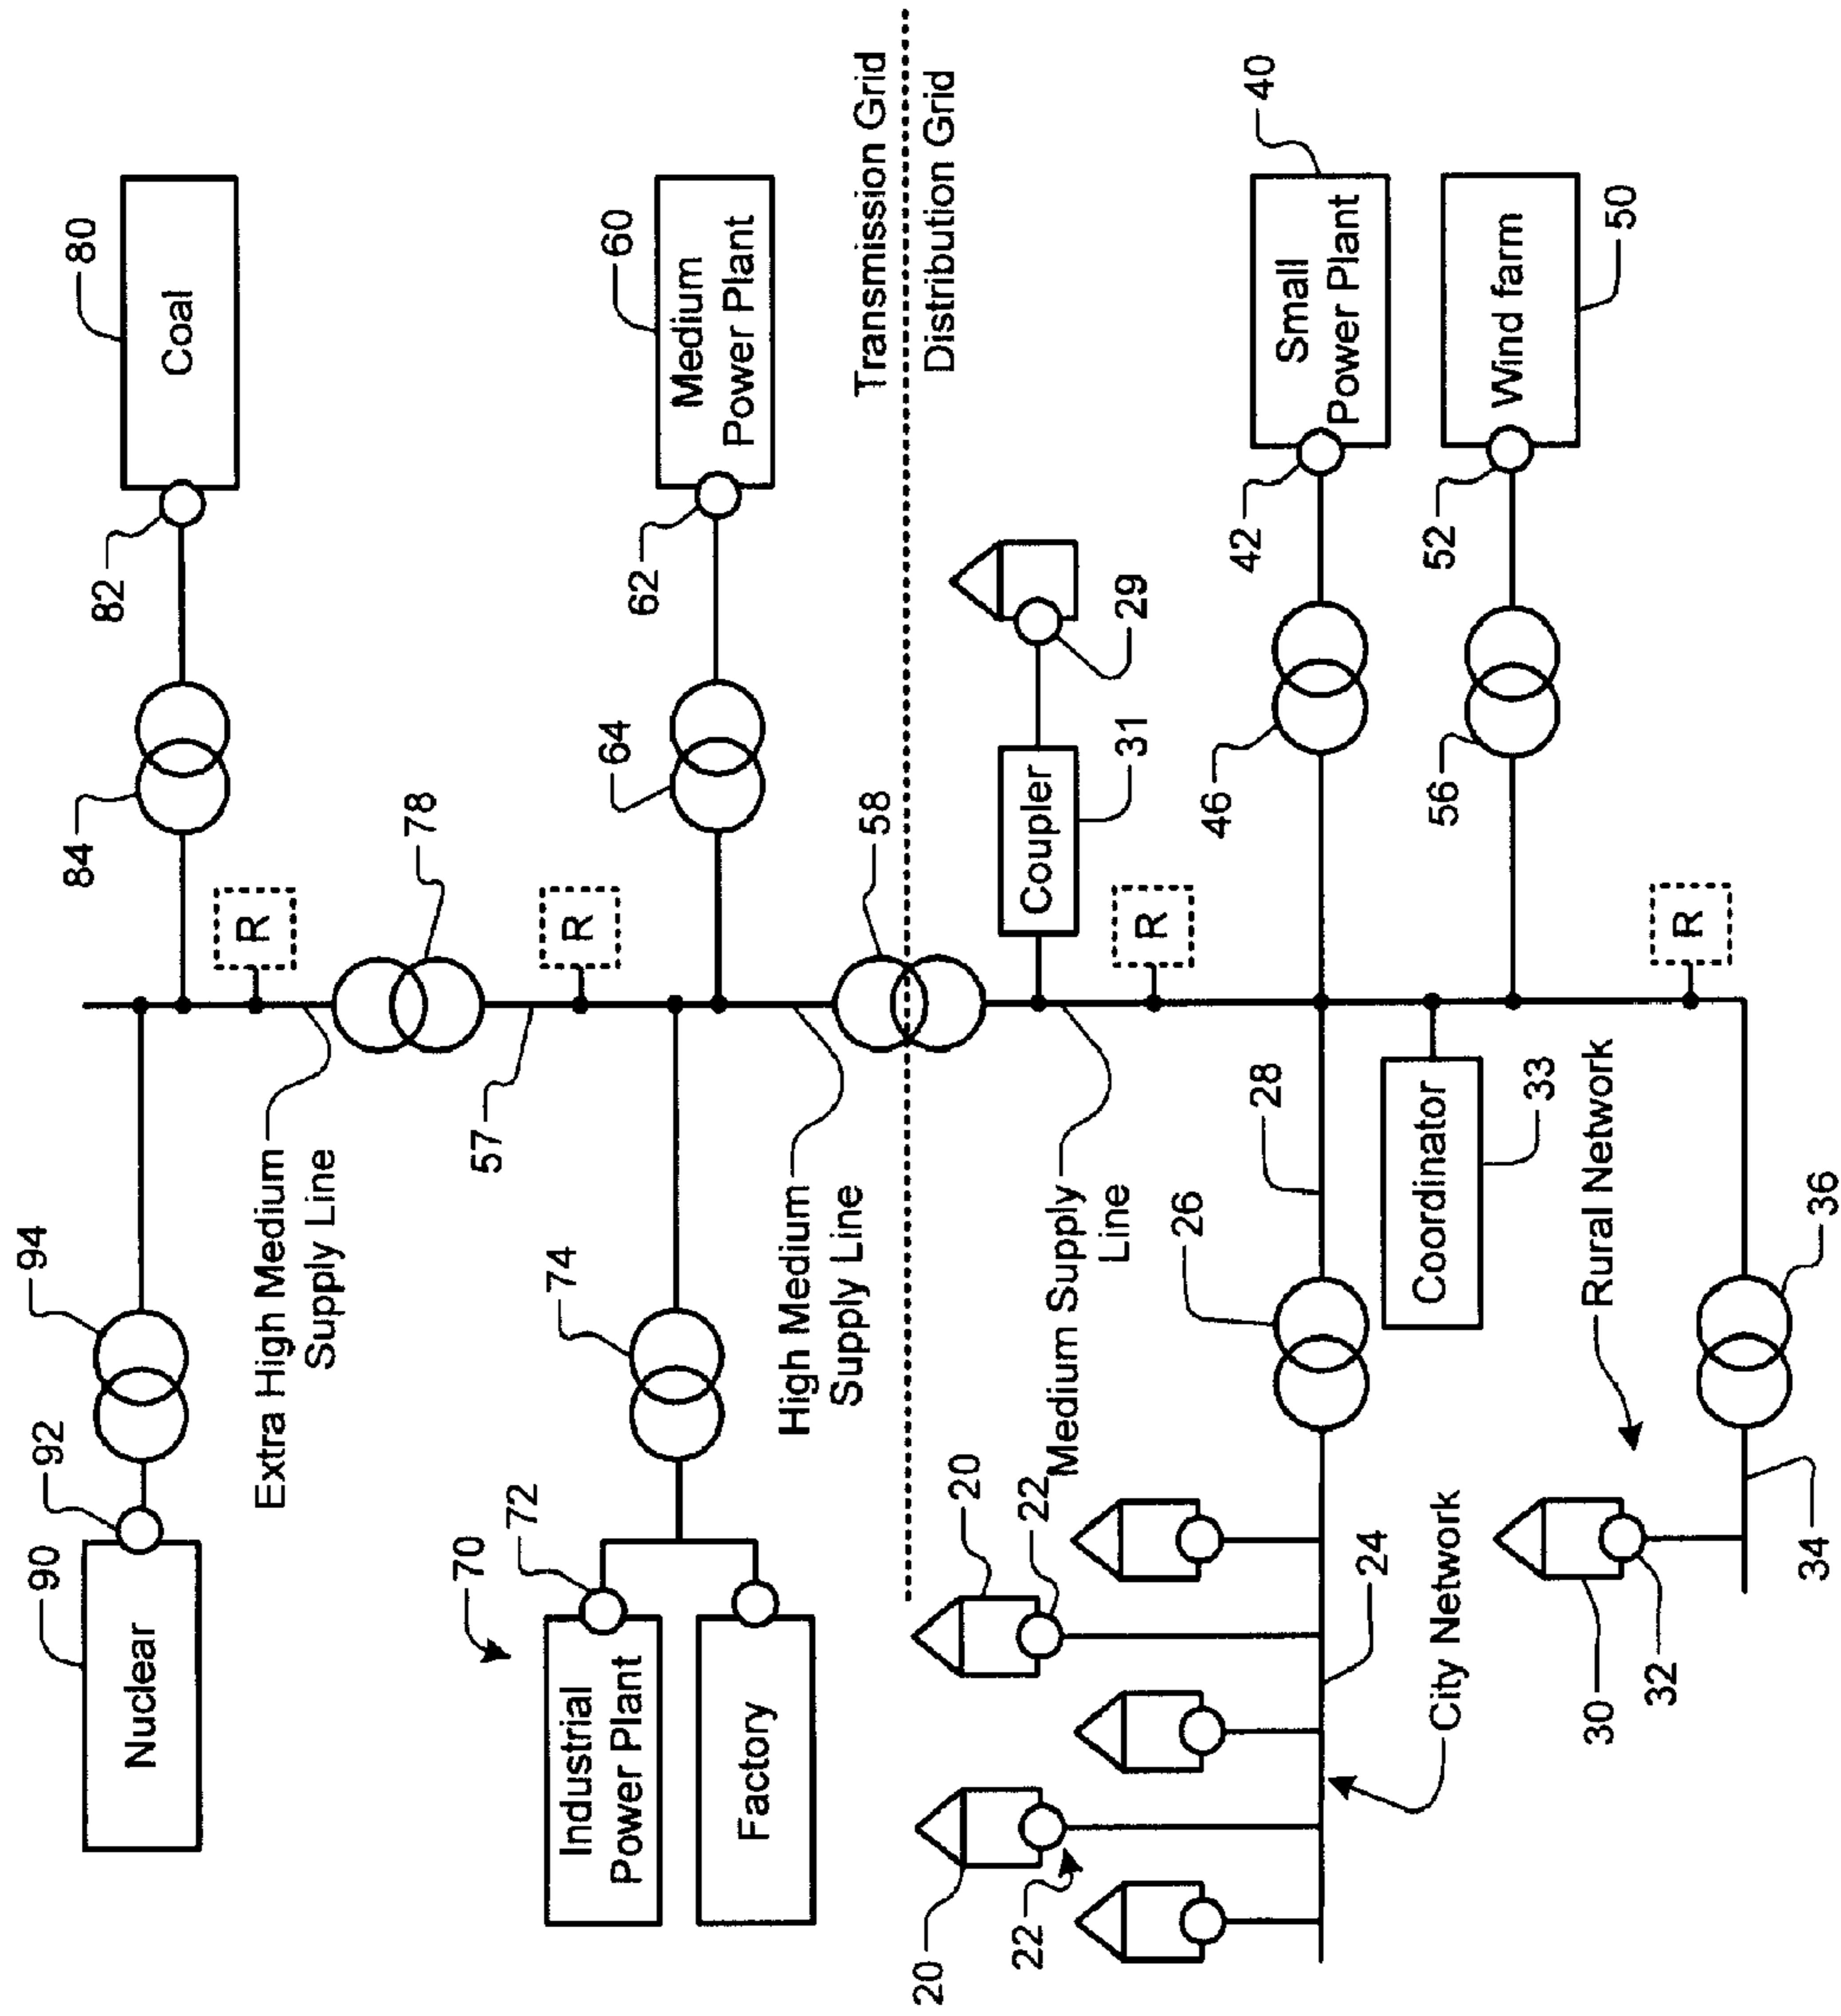 90
Nuclear
92
94
84
82
80
Coal
Extra High Medium
Supply Line
R
78
70
Industrial
Power Plant
72
Factory
74
57
R
64
62
60
Medium
Power Plant
High Medium
Supply Line
58
Transmission Grid
Distribution Grid
20
22
20
22
Medium Supply
Line
Coupler
31
29
R
24
City Network
26
28
46
42
40
Small
Power Plant
Coordinator
33
56
52
Wind farm
50
30
32
34
Rural Network
36
R